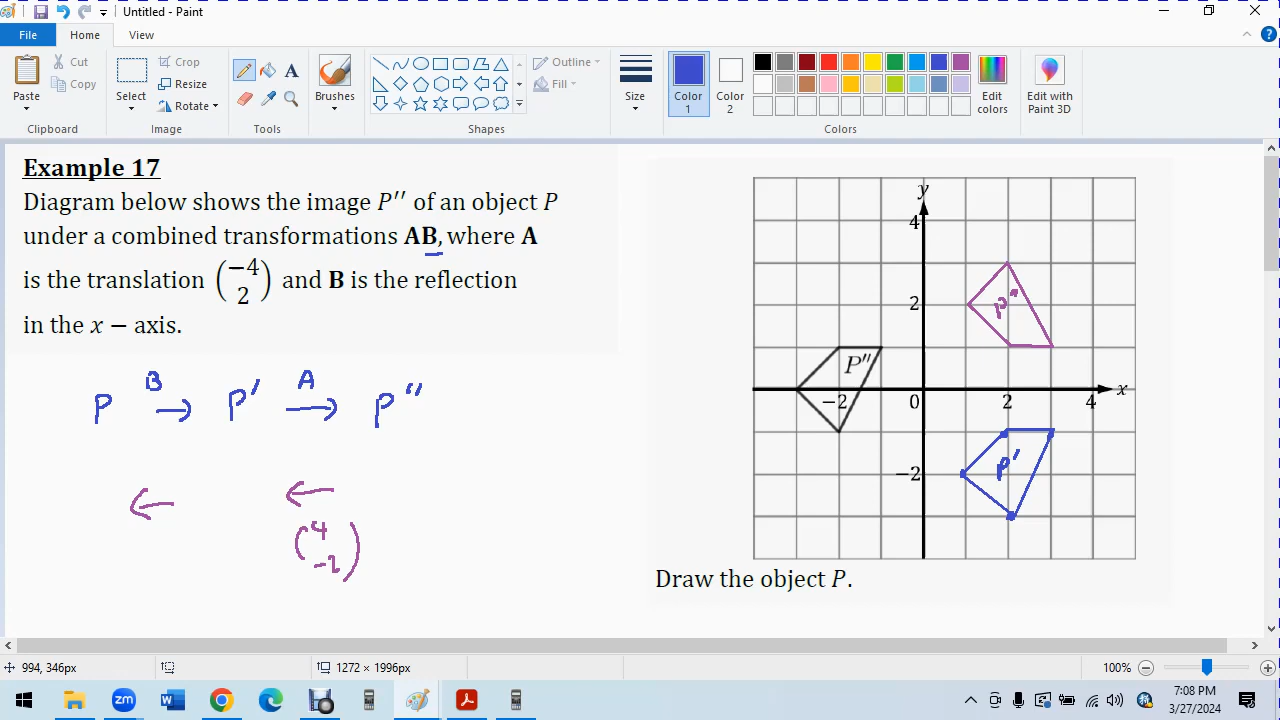 Untitled - Paint
File Home View
Paste Cut Copy Clipboard
Select Crop Resize Rotate Image
A Tools
Brushes
Outline Fill Shapes
Size
Color 1 Color 2 Edit colors Colors
Edit with Paint 3D
Example 17
Diagram below shows the image P″ of an object P
under a combined transformations AB, where A
is the translation (−4 2) and B is the reflection
in the x − axis.
B A
P → P′ → P″
← ←
(4 −2)
y
4
2
P″
P″
−2 0 2 4 x
−2
P′
Draw the object P.
994, 346px 1272 × 1996px 100%
7:08 PM
3/27/2024